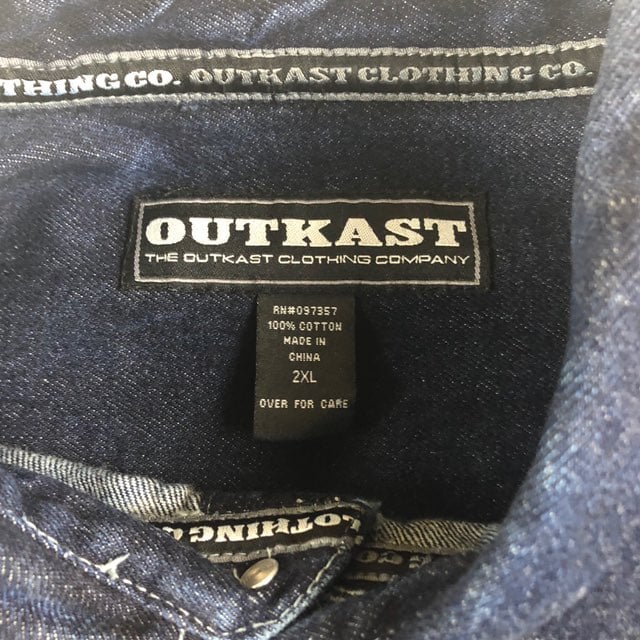 THING CO. OUTKAST CLOTHING CO.
OUTKAST
THE OUTKAST CLOTHING COMPANY
RN#097357
100% COTTON
MADE IN
CHINA
2XL
OVER FOR CARE
LOTHING CO
CO